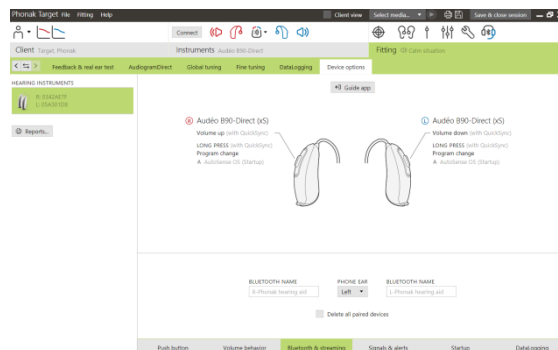 Phonak Target File Fitting Help
Client view Select media... Save & close session
Connect
Client Target, Phonak Instruments Audéo B90-Direct Fitting Calm situation
Feedback & real ear test AudiogramDirect Global tuning Fine tuning DataLogging Device options
HEARING INSTRUMENTS
Guide app
Reports...
R Audéo B90-Direct (xS)
Volume up (with QuickSync)
LONG PRESS (with QuickSync)
Program change
A AutoSense OS (Startup)
L Audéo B90-Direct (xS)
Volume down (with QuickSync)
LONG PRESS (with QuickSync)
Program change
A AutoSense OS (Startup)
BLUETOOTH NAME PHONE EAR BLUETOOTH NAME
R-Phonak hearing aid Left L-Phonak hearing aid
Delete all paired devices
Push button Volume behavior Bluetooth & streaming Signals & alerts Startup DataLogging